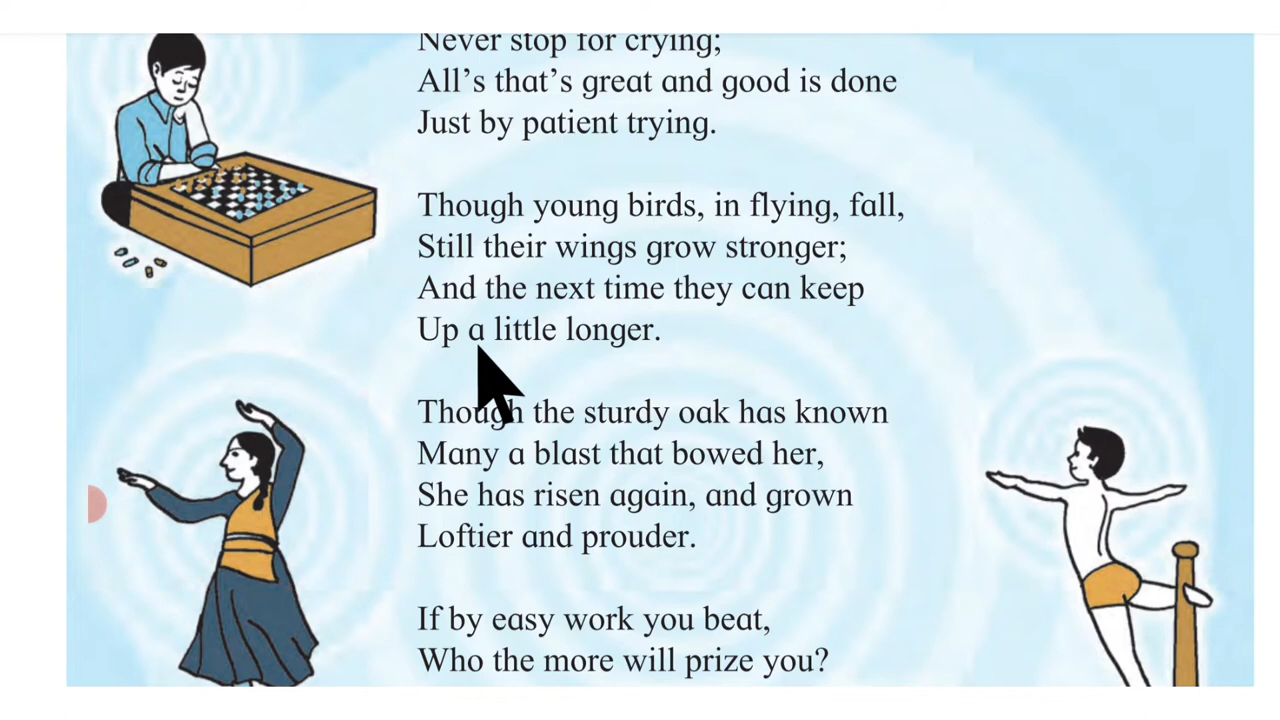 Never stop for crying;
All's that's great and good is done
Just by patient trying.
Though young birds, in flying, fall,
Still their wings grow stronger;
And the next time they can keep
Up a little longer.
Though the sturdy oak has known
Many a blast that bowed her,
She has risen again, and grown
Loftier and prouder.
If by easy work you beat,
Who the more will prize you?